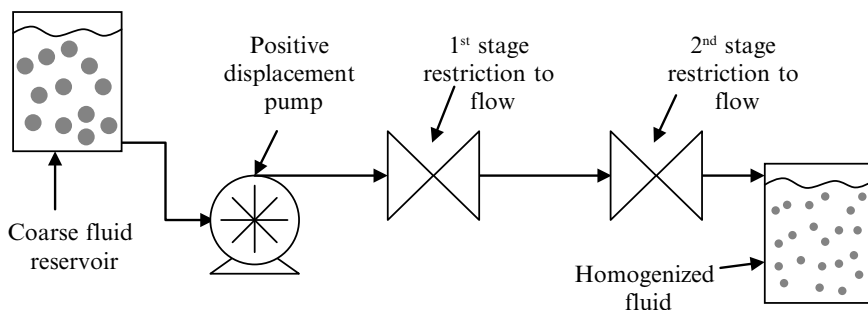 Positive
displacement
pump
1st stage
restriction to
flow
2nd stage
restriction to
flow
Coarse fluid
reservoir
Homogenized
fluid